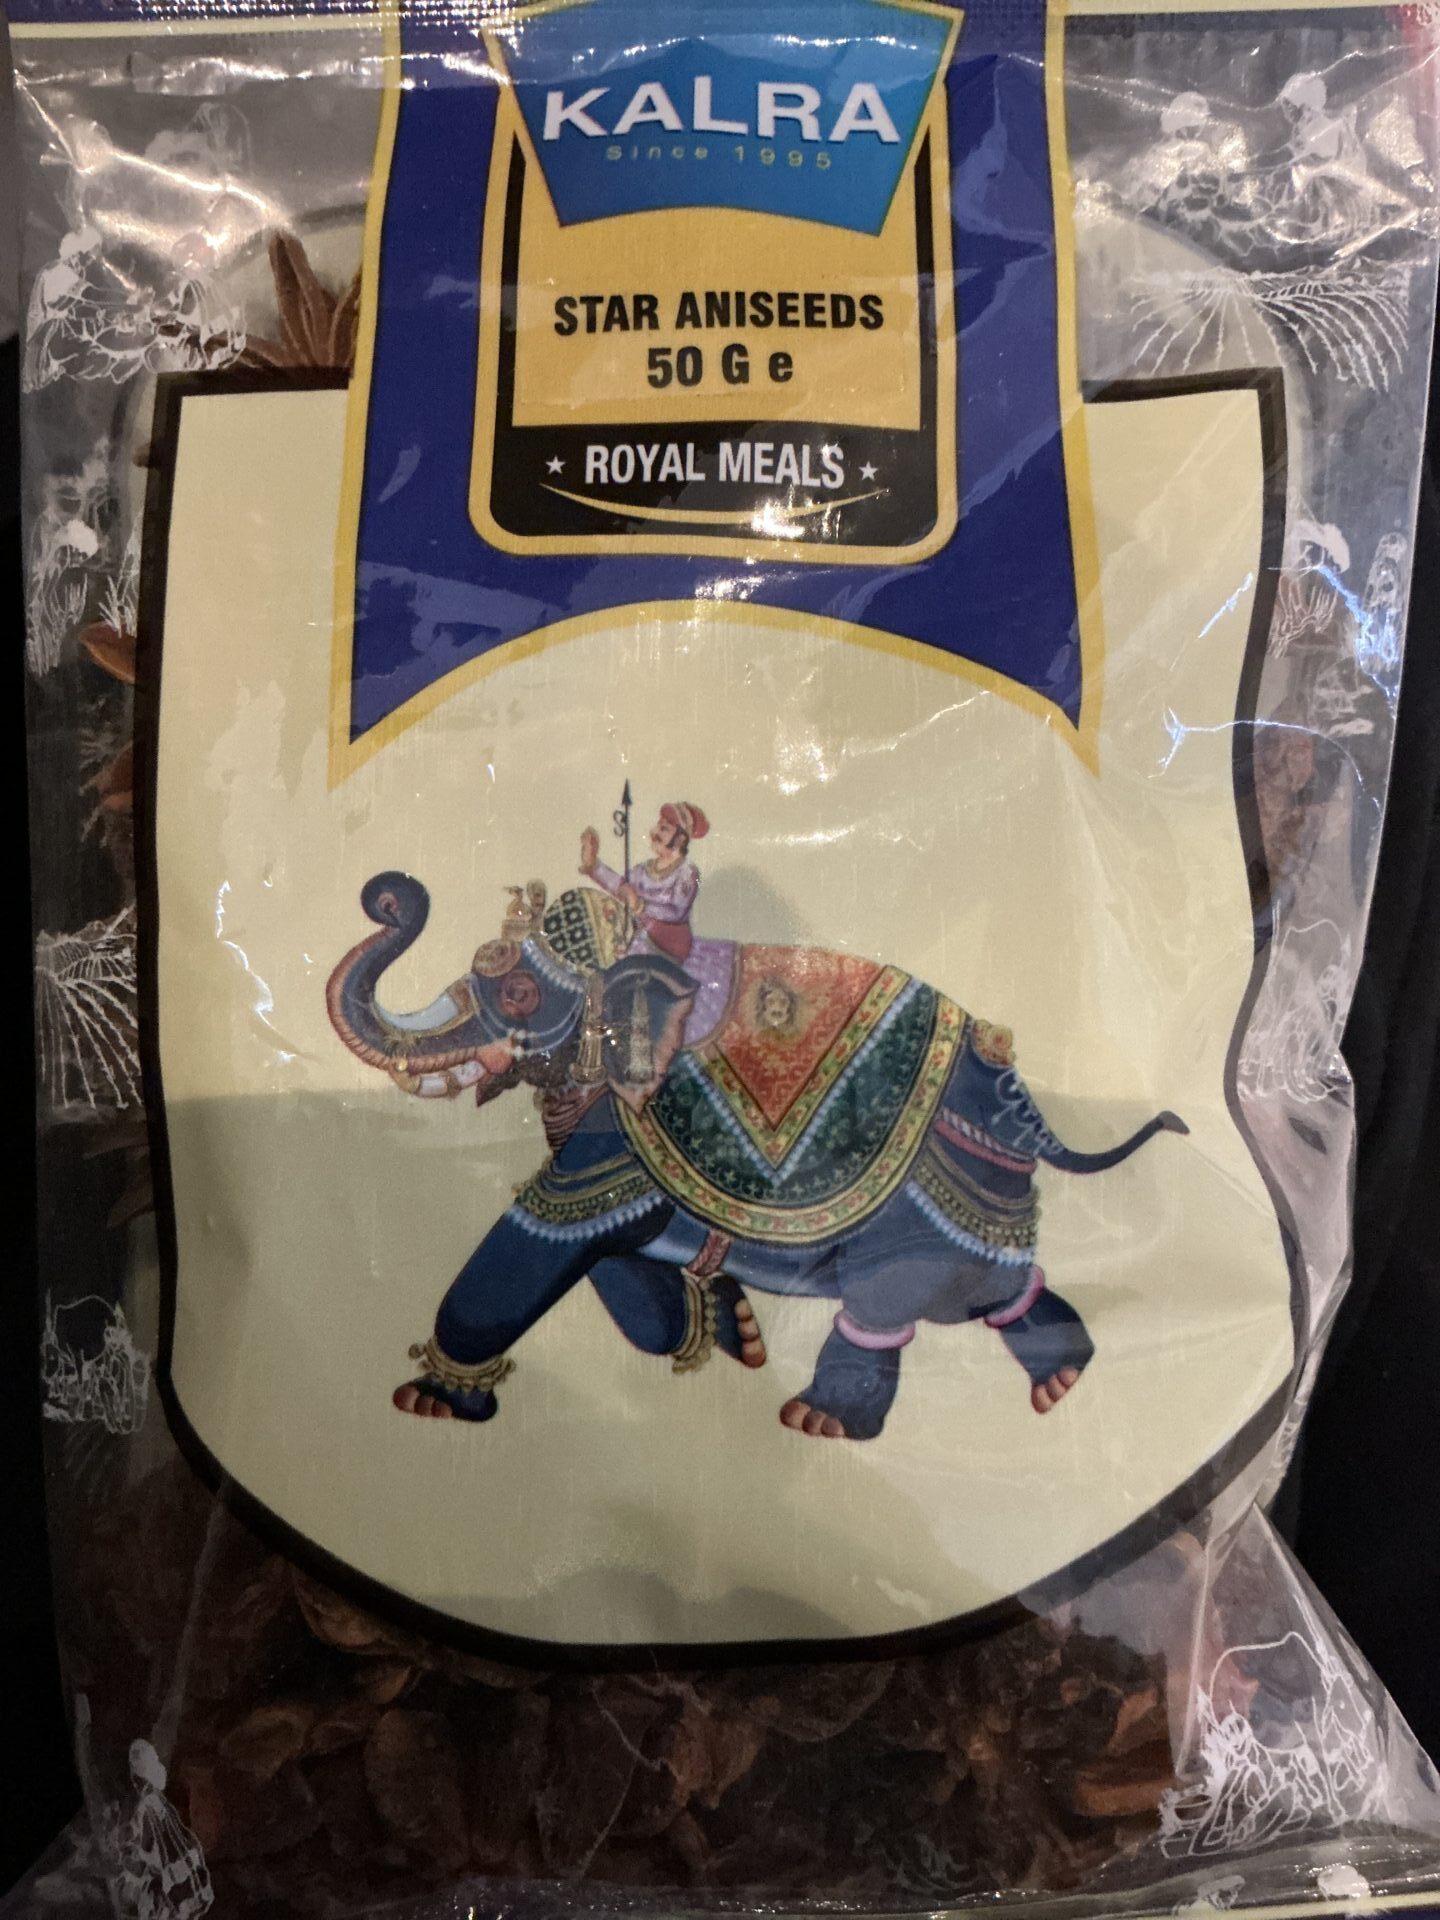 KALRA
Since 1995
STAR ANISEEDS
50 G e
ROYAL MEALS